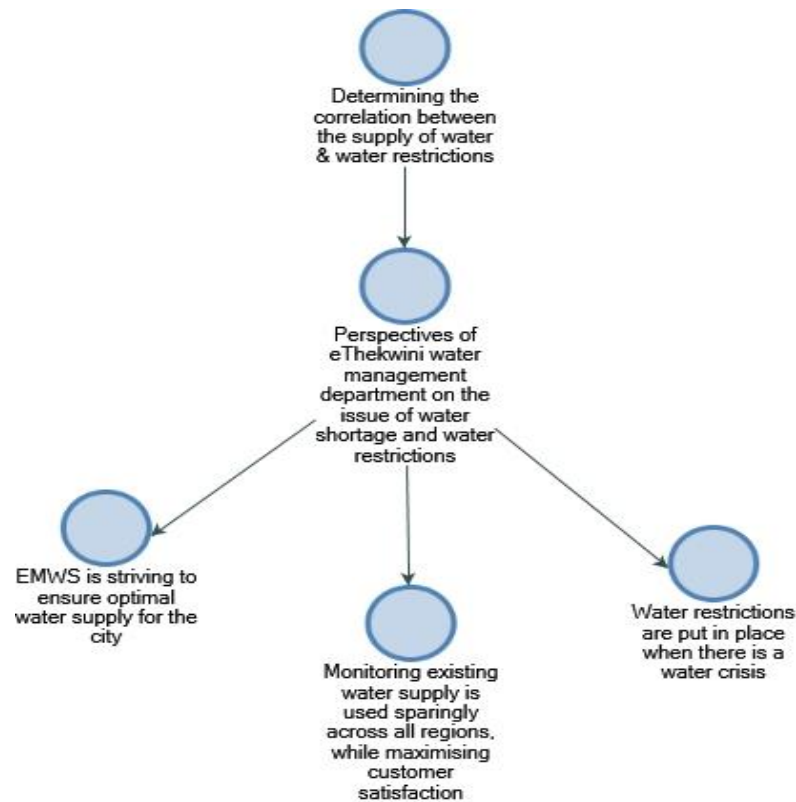 Determining the
correlation between
the supply of water
& water restrictions
Perspectives of
eThekwini water
management
department on the
issue of water
shortage and water
restrictions
EMWS is striving to
ensure optimal
water supply for the
city
Monitoring existing
water supply is
used sparingly
across all regions,
while maximising
customer
satisfaction
Water restrictions
are put in place
when there is a
water crisis